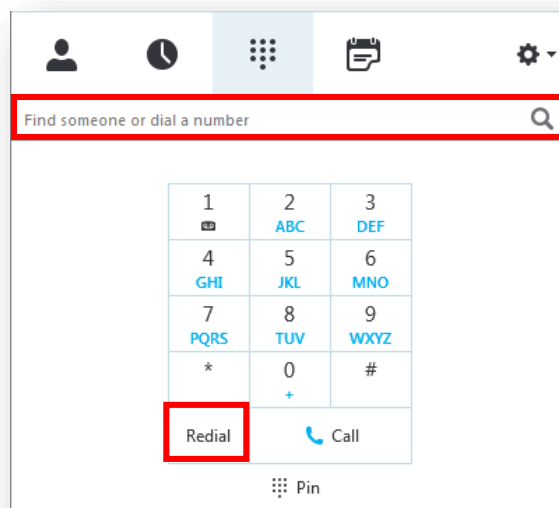 Find someone or dial a number
1 2 3
ABC DEF
4 5 6
GHI JKL MNO
7 8 9
PQRS TUV WXYZ
* 0 #
+
Redial Call
Pin